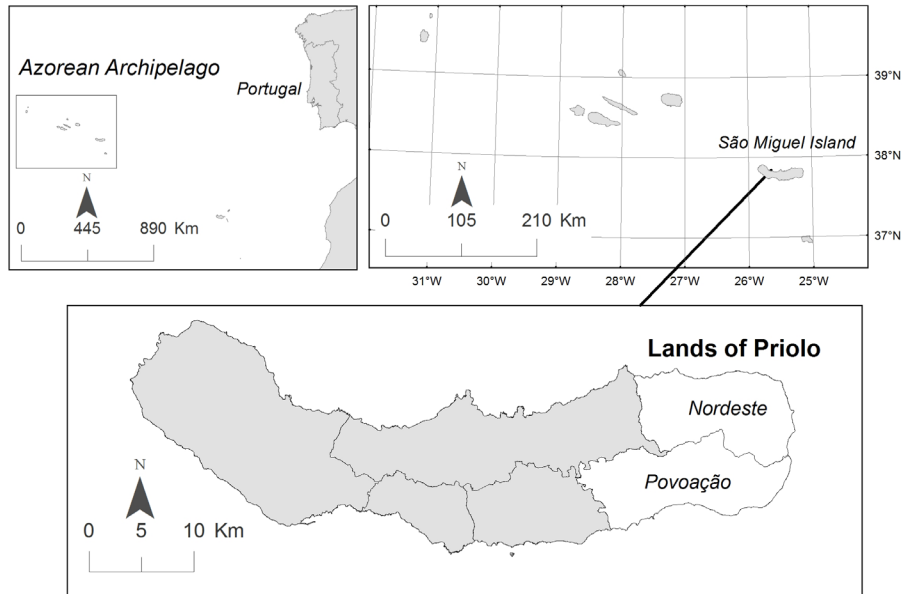 Azorean Archipelago
Portugal
N
0 445 890 Km
39°N
São Miguel Island
38°N
N
0 105 210 Km
37°N
31°W 30°W 29°W 28°W 27°W 26°W 25°W
Lands of Priolo
Nordeste
Povoação
N
0 5 10 Km